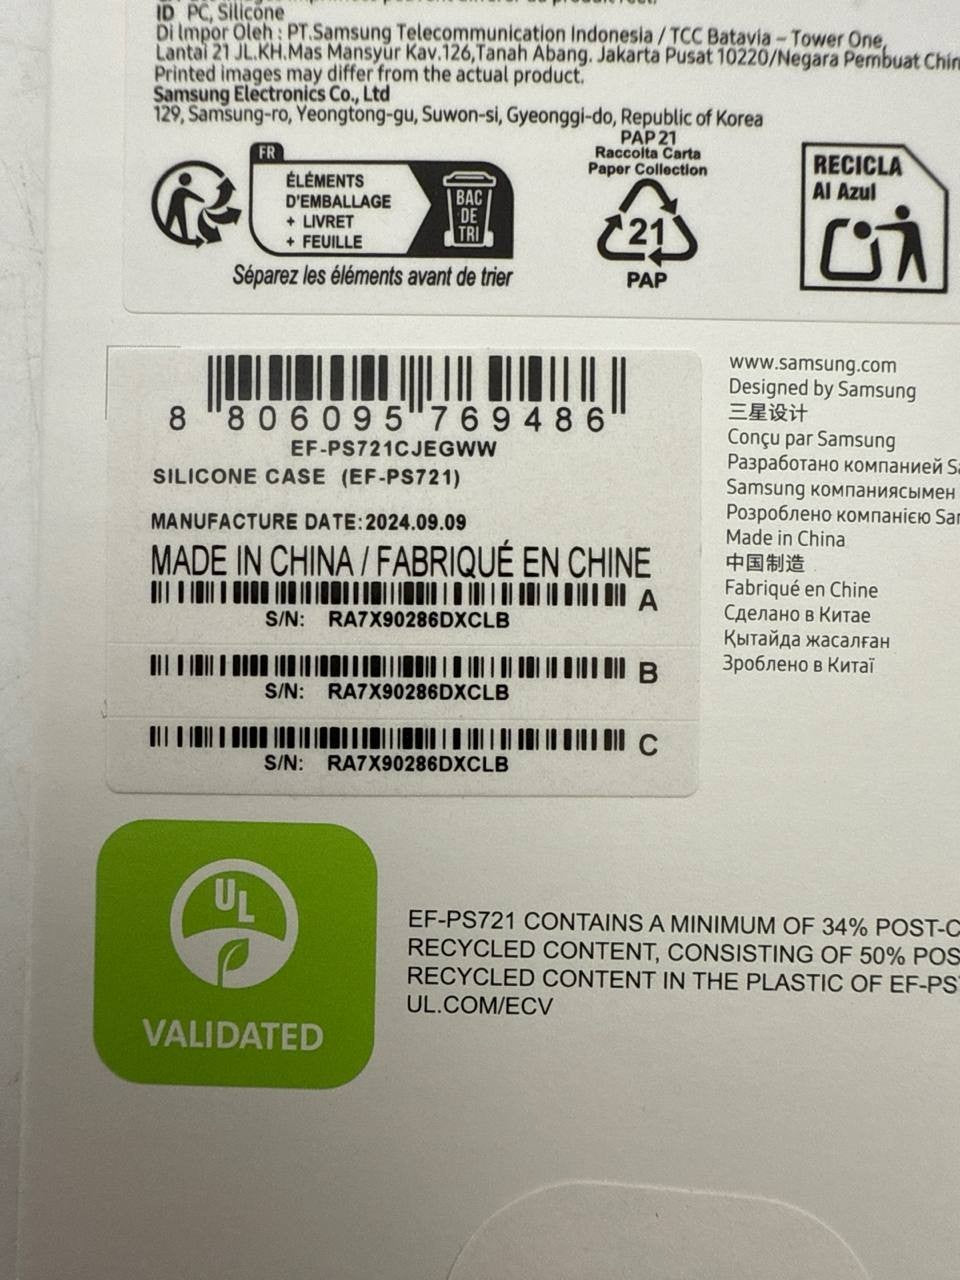 ID PC, Silicone
Di Impor Oleh : PT.Samsung Telecommunication Indonesia / TCC Batavia – Tower One,
Lantai 21 JL.KH.Mas Mansyur Kav.126,Tanah Abang. Jakarta Pusat 10220/Negara Pembuat Chin
Printed images may differ from the actual product.
Samsung Electronics Co., Ltd
129, Samsung-ro, Yeongtong-gu, Suwon-si, Gyeonggi-do, Republic of Korea
FR
ÉLÉMENTS
D'EMBALLAGE
+ LIVRET
+ FEUILLE
BAC
DE
TRI
Séparez les éléments avant de trier
PAP 21
Raccolta Carta
Paper Collection
21
PAP
RECICLA
Al Azul
8 806095 769486
EF-PS721CJEGWW
SILICONE CASE (EF-PS721)
MANUFACTURE DATE:2024.09.09
MADE IN CHINA / FABRIQUÉ EN CHINE
A
S/N: RA7X90286DXCLB
B
S/N: RA7X90286DXCLB
C
S/N: RA7X90286DXCLB
www.samsung.com
Designed by Samsung
三星设计
Conçu par Samsung
Разработано компанией Sa
Samsung компаниясымен
Розроблено компанією Sar
Made in China
中国制造
Fabriqué en Chine
Сделано в Китае
Қытайда жасалған
Зроблено в Китаї
UL
VALIDATED
EF-PS721 CONTAINS A MINIMUM OF 34% POST-C
RECYCLED CONTENT, CONSISTING OF 50% POS
RECYCLED CONTENT IN THE PLASTIC OF EF-PS
UL.COM/ECV